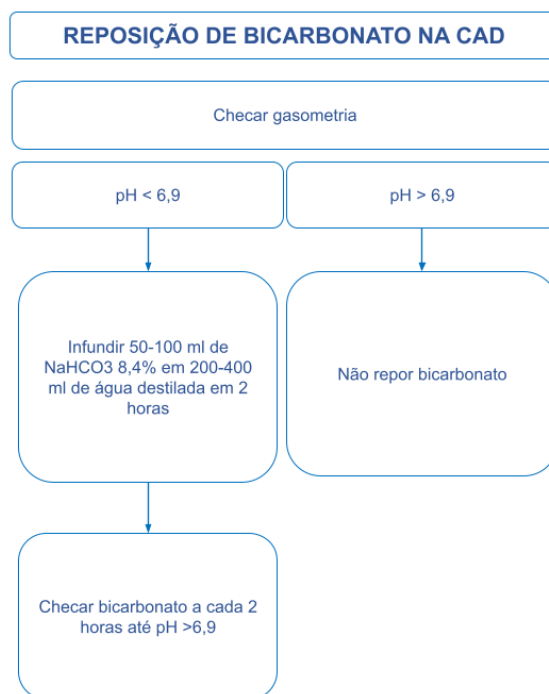 REPOSIÇÃO DE BICARBONATO NA CAD
Checar gasometria
pH < 6,9
pH > 6,9
Infundir 50-100 ml de
NaHCO3 8,4% em 200-400
ml de água destilada em 2
horas
Não repor bicarbonato
Checar bicarbonato a cada 2
horas até pH >6,9